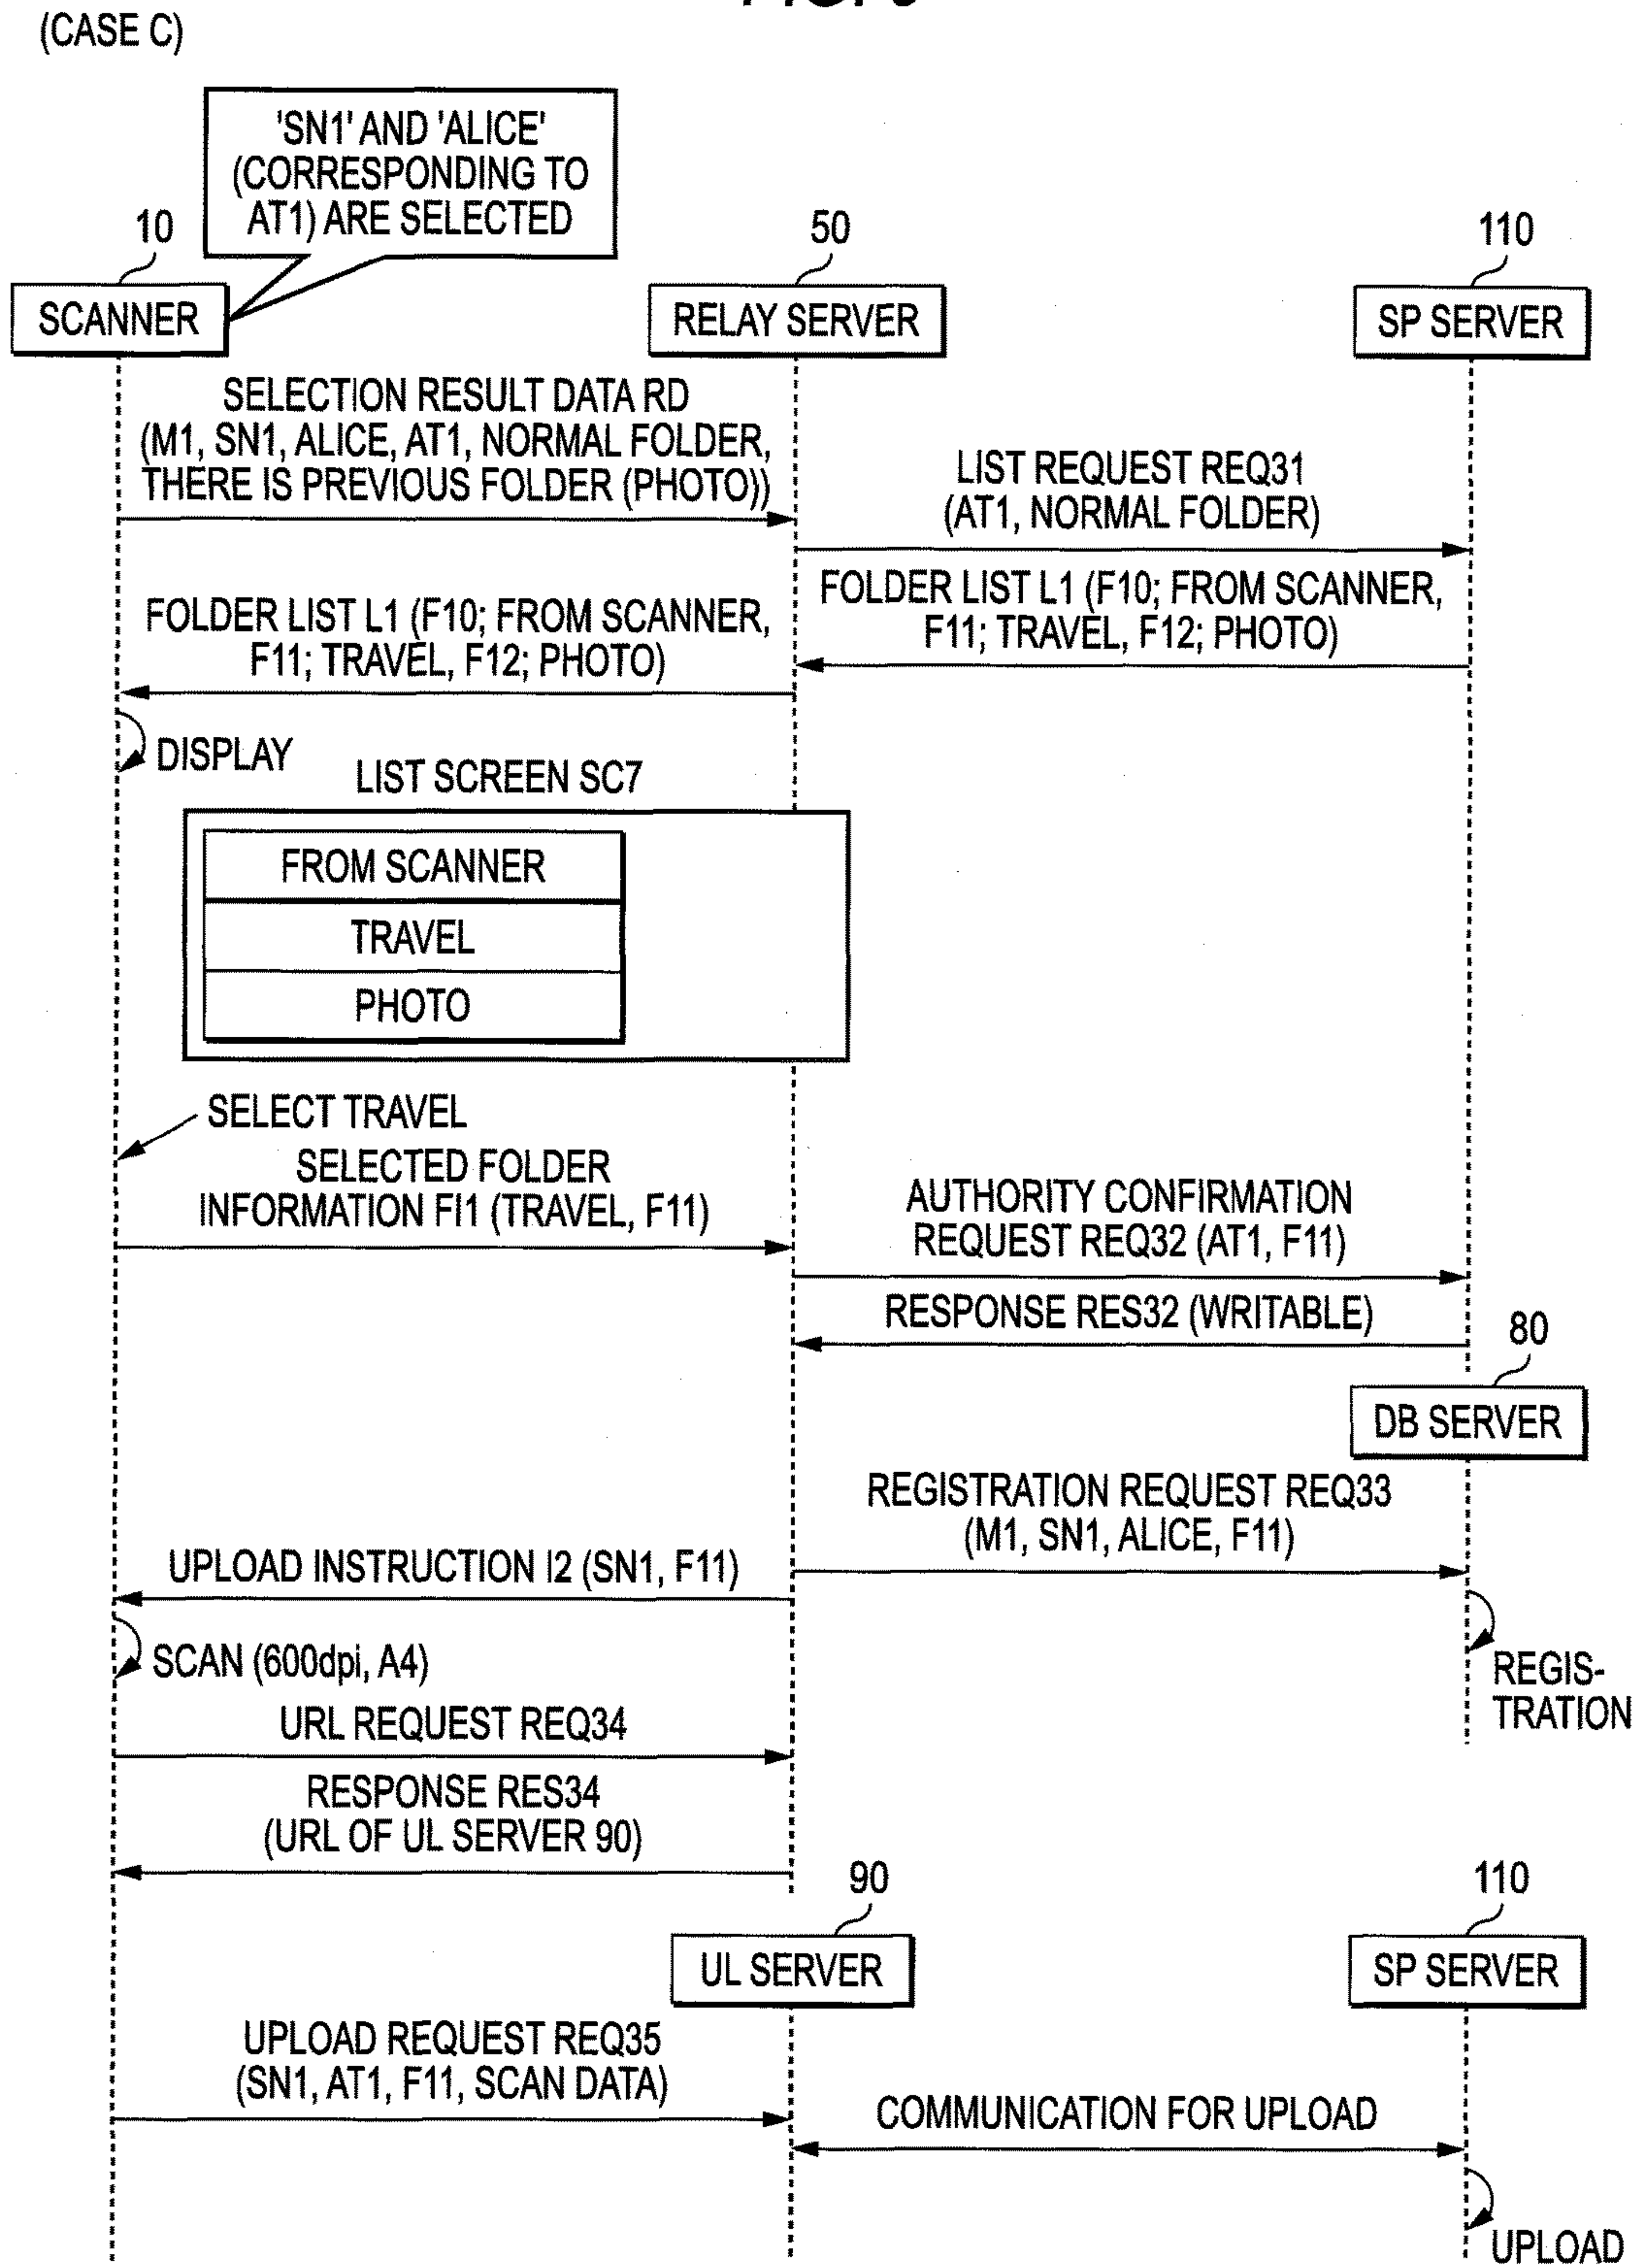 (CASE C)
'SN1' AND 'ALICE'
(CORRESPONDING TO
AT1) ARE SELECTED
10
50
110
SCANNER
RELAY SERVER
SP SERVER
SELECTION RESULT DATA RD
(M1, SN1, ALICE, AT1, NORMAL FOLDER,
THERE IS PREVIOUS FOLDER (PHOTO))
LIST REQUEST REQ31
(AT1, NORMAL FOLDER)
FOLDER LIST L1 (F10; FROM SCANNER,
F11; TRAVEL, F12; PHOTO)
FOLDER LIST L1 (F10; FROM SCANNER,
F11; TRAVEL, F12; PHOTO)
DISPLAY
LIST SCREEN SC7
FROM SCANNER
TRAVEL
PHOTO
SELECT TRAVEL
SELECTED FOLDER
INFORMATION FI1 (TRAVEL, F11)
AUTHORITY CONFIRMATION
REQUEST REQ32 (AT1, F11)
RESPONSE RES32 (WRITABLE)
80
DB SERVER
REGISTRATION REQUEST REQ33
(M1, SN1, ALICE, F11)
UPLOAD INSTRUCTION I2 (SN1, F11)
SCAN (600dpi, A4)
REGIS-
TRATION
URL REQUEST REQ34
RESPONSE RES34
(URL OF UL SERVER 90)
90
110
UL SERVER
SP SERVER
UPLOAD REQUEST REQ35
(SN1, AT1, F11, SCAN DATA)
COMMUNICATION FOR UPLOAD
UPLOAD